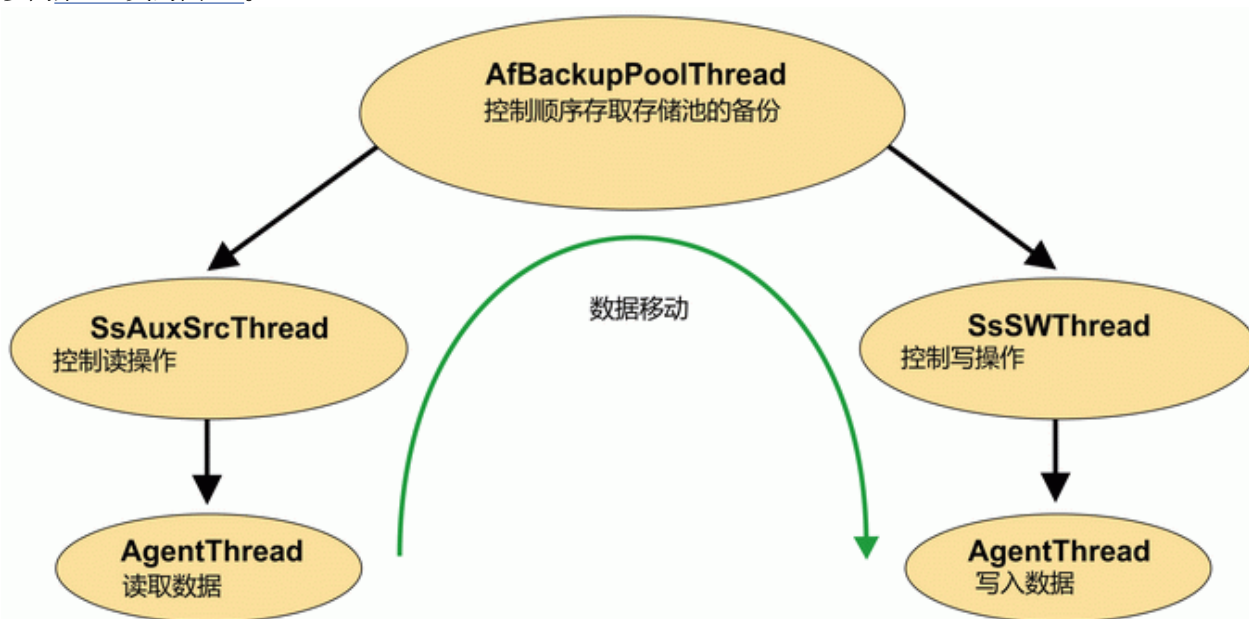 AfBackupPoolThread
控制顺序存取存储池的备份
数据移动
SsAuxSrcThread
控制读操作
SsSWThread
控制写操作
AgentThread
读取数据
AgentThread
写入数据